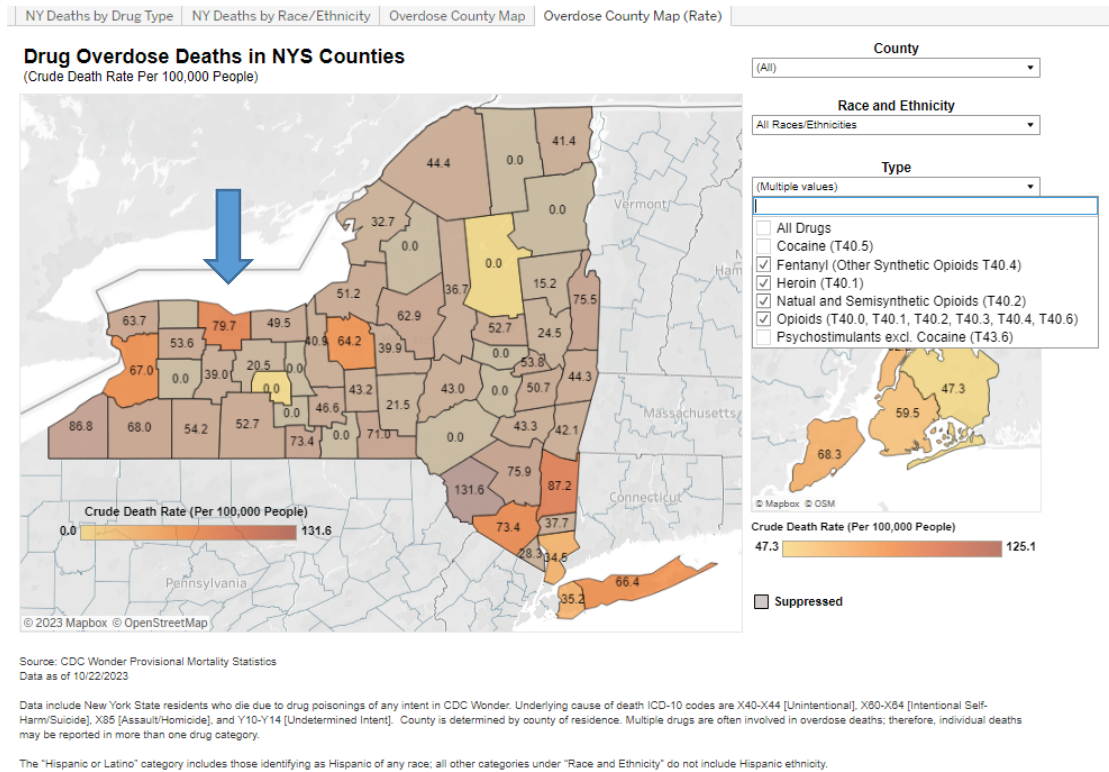 NY Deaths by Drug Type
NY Deaths by Race/Ethnicity
Overdose County Map
Overdose County Map (Rate)
Drug Overdose Deaths in NYS Counties
(Crude Death Rate Per 100,000 People)
County
(All)
Race and Ethnicity
All Races/Ethnicities
Type
(Multiple values)
All Drugs
Cocaine (T40.5)
Fentanyl (Other Synthetic Opioids T40.4)
Heroin (T40.1)
Natual and Semisynthetic Opioids (T40.2)
Opioids (T40.0, T40.1, T40.2, T40.3, T40.4, T40.6)
Psychostimulants excl. Cocaine (T43.6)
44.4
0.0
41.4
0.0
Vermont
32.7
0.0
0.0
36.7
15.2
75.5
51.2
62.9
63.7
79.7
49.5
53.6
40.9
64.2
39.9
52.7
24.5
67.0
0.0
39.0
20.5
0.0
0.0
0.0
53.8
44.3
43.2
43.0
0.0
50.7
86.8
68.0
54.2
52.7
0.0
46.6
21.5
73.4
0.0
71.0
0.0
43.3
42.1
Massachusetts
131.6
75.9
87.2
Connecticut
73.4
37.7
28.3
34.5
35.2
66.4
Pennsylvania
Crude Death Rate (Per 100,000 People)
0.0
131.6
© 2023 Mapbox © OpenStreetMap
47.3
59.5
68.3
© Mapbox © OSM
Crude Death Rate (Per 100,000 People)
47.3
125.1
Suppressed
Source: CDC Wonder Provisional Mortality Statistics
Data as of 10/22/2023
Data include New York State residents who die due to drug poisonings of any intent in CDC Wonder. Underlying cause of death ICD-10 codes are X40-X44 [Unintentional], X60-X64 [Intentional Self-
Harm/Suicide], X85 [Assault/Homicide], and Y10-Y14 [Undetermined Intent]. County is determined by county of residence. Multiple drugs are often involved in overdose deaths; therefore, individual deaths
may be reported in more than one drug category.
The "Hispanic or Latino" category includes those identifying as Hispanic of any race; all other categories under "Race and Ethnicity" do not include Hispanic ethnicity.